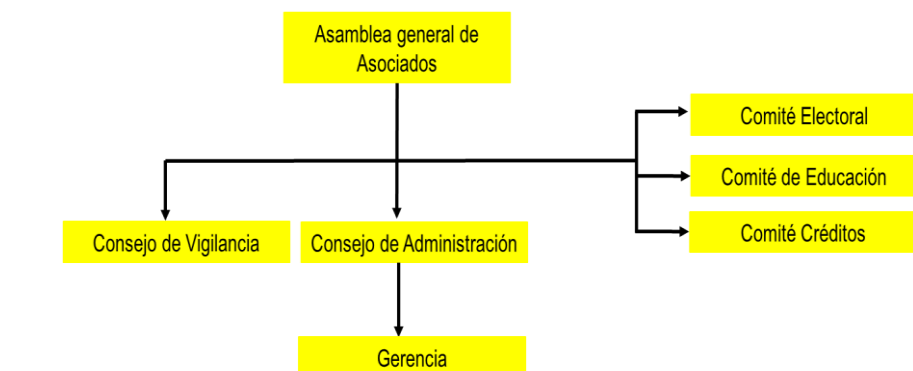 Asamblea general de
Asociados
Comité Electoral
Comité de Educación
Comité Créditos
Consejo de Vigilancia
Consejo de Administración
Gerencia